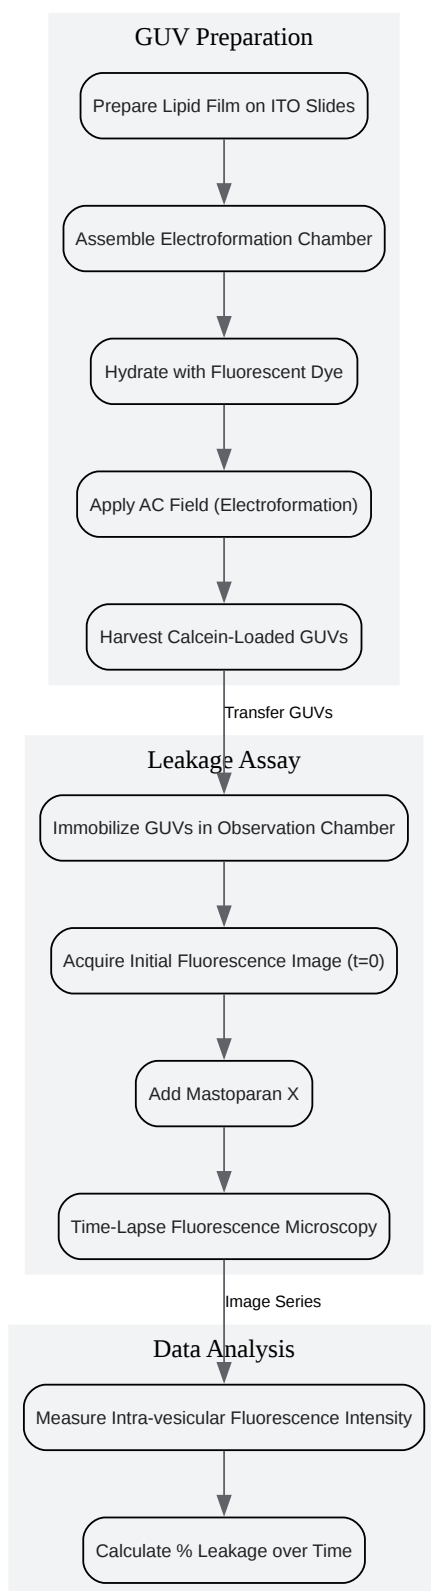 GUV Preparation
Prepare Lipid Film on ITO Slides
Assemble Electroformation Chamber
Hydrate with Fluorescent Dye
Apply AC Field (Electroformation)
Harvest Calcein-Loaded GUVs
Transfer GUVs
Leakage Assay
Immobilize GUVs in Observation Chamber
Acquire Initial Fluorescence Image (t=0)
Add Mastoparan X
Time-Lapse Fluorescence Microscopy
Image Series
Data Analysis
Measure Intra-vesicular Fluorescence Intensity
Calculate % Leakage over Time